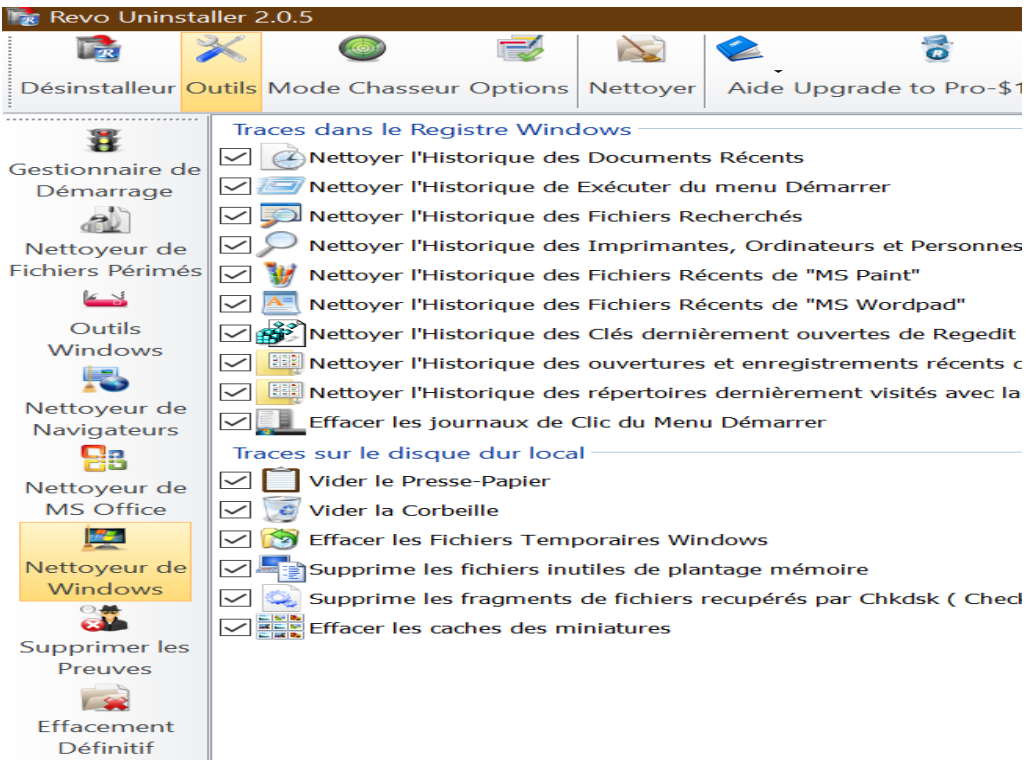 Revo Uninstaller 2.0.5
Désinstalleur Outils Mode Chasseur Options Nettoyer Aide Upgrade to Pro-$1
Gestionnaire de
Démarrage
Nettoyeur de
Fichiers Périmés
Outils
Windows
Nettoyeur de
Navigateurs
Nettoyeur de
MS Office
Nettoyeur de
Windows
Supprimer les
Preuves
Effacement
Définitif
Traces dans le Registre Windows
Nettoyer l'Historique des Documents Récents
Nettoyer l'Historique de Exécuter du menu Démarrer
Nettoyer l'Historique des Fichiers Recherchés
Nettoyer l'Historique des Imprimantes, Ordinateurs et Personnes
Nettoyer l'Historique des Fichiers Récents de "MS Paint"
Nettoyer l'Historique des Fichiers Récents de "MS Wordpad"
Nettoyer l'Historique des Clés dernièrement ouvertes de Regedit
Nettoyer l'Historique des ouvertures et enregistrements récents
Nettoyer l'Historique des répertoires dernièrement visités avec la
Effacer les journaux de Clic du Menu Démarrer
Traces sur le disque dur local
Vider le Presse-Papier
Vider la Corbeille
Effacer les Fichiers Temporaires Windows
Supprime les fichiers inutiles de plantage mémoire
Supprime les fragments de fichiers recupérés par Chkdsk ( Check
Effacer les caches des miniatures